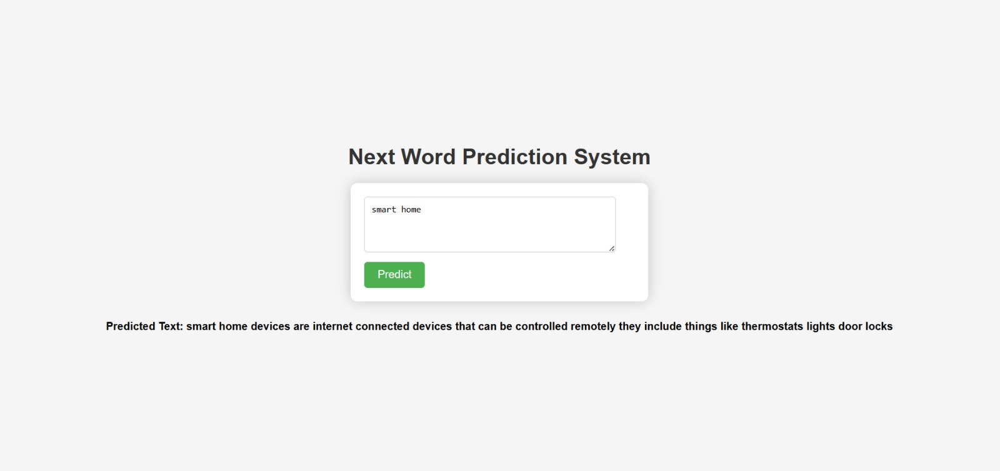 Next Word Prediction System
smart home
Predict
Predicted Text: smart home devices are internet connected devices that can be controlled remotely they include things like thermostats lights door locks